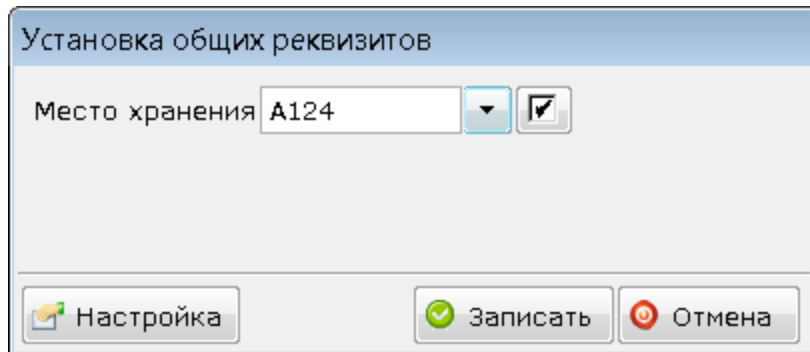 Установка общих реквизитов
Место хранения A124
Настройка Записать Отмена